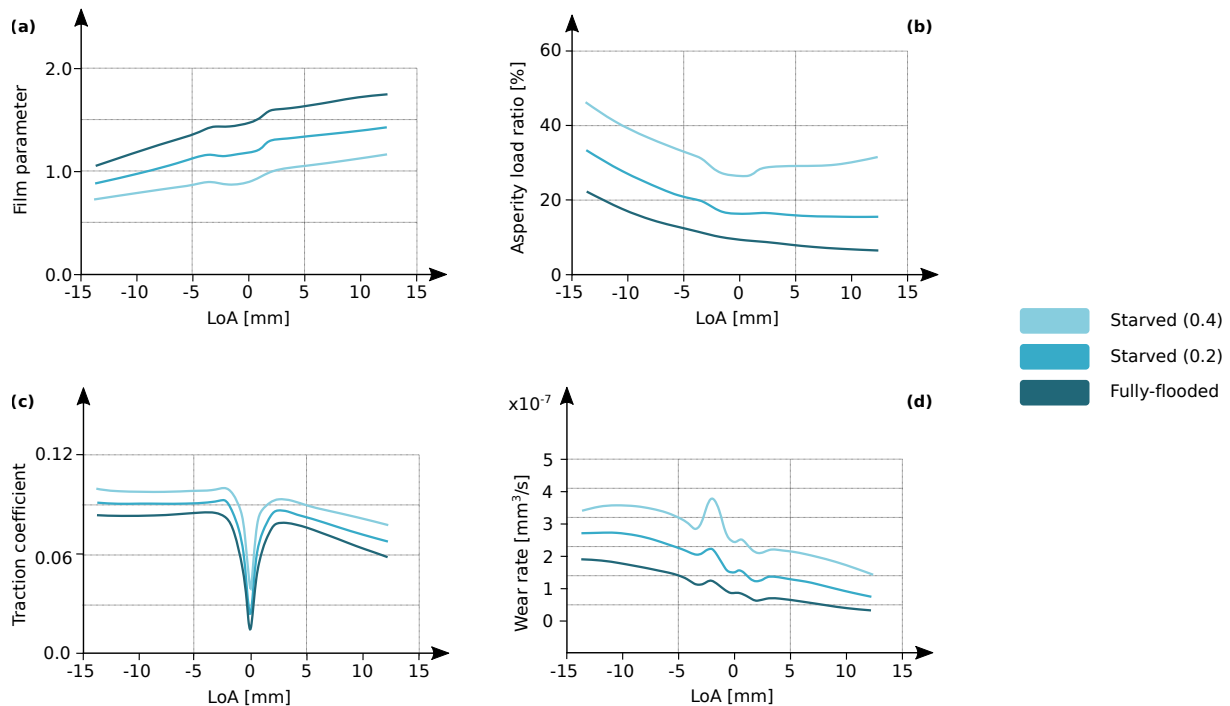 (a)
2.0
1.0
0.0
Film parameter
-15 -10 -5 0 5 10 15
LoA [mm]
(b)
60
40
20
0
Asperity load ratio [%]
-15 -10 -5 0 5 10 15
LoA [mm]
Starved (0.4)
Starved (0.2)
Fully-flooded
(c)
0.12
0.06
0.0
Traction coefficient
-15 -10 -5 0 5 10 15
LoA [mm]
x10⁻⁷
(d)
5
4
3
2
1
0
Wear rate [mm³/s]
-15 -10 -5 0 5 10 15
LoA [mm]